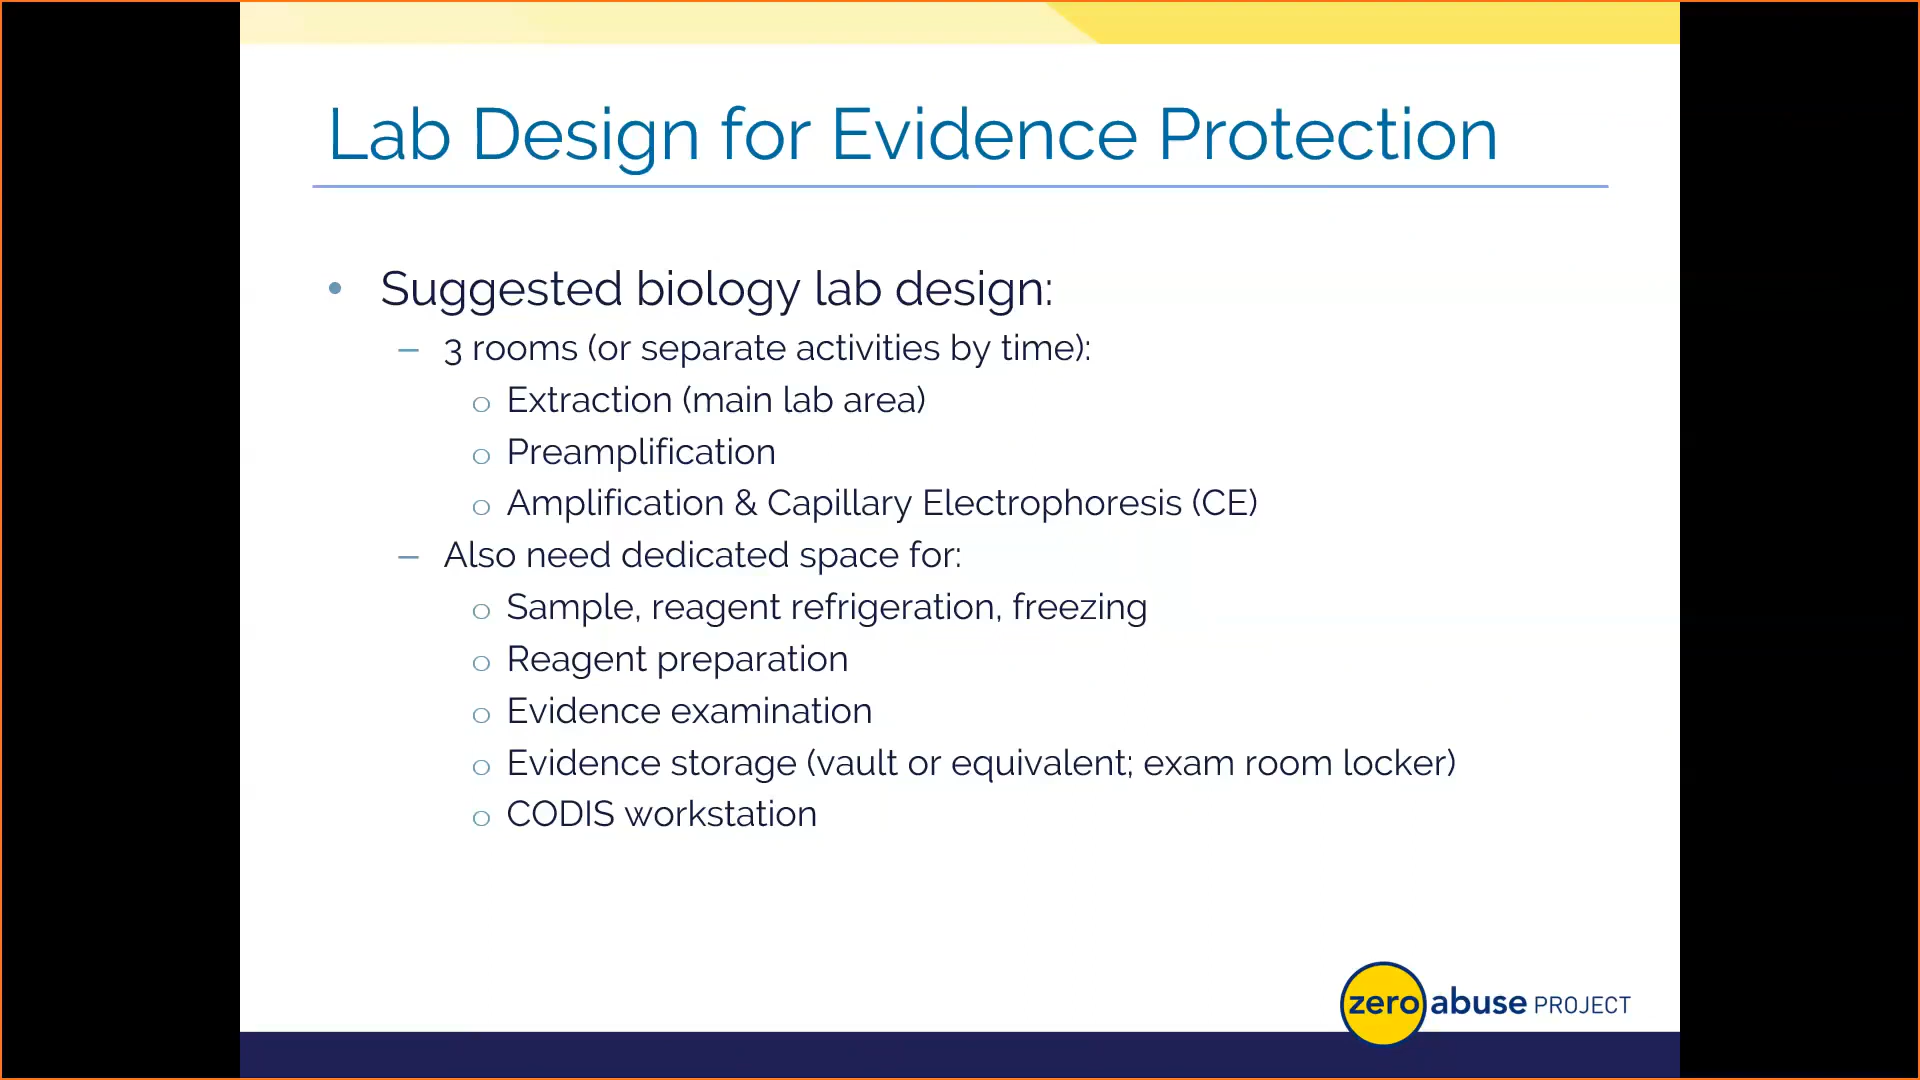 Lab Design for Evidence Protection
• Suggested biology lab design:
– 3 rooms (or separate activities by time):
o Extraction (main lab area)
o Preamplification
o Amplification & Capillary Electrophoresis (CE)
– Also need dedicated space for:
o Sample, reagent refrigeration, freezing
o Reagent preparation
o Evidence examination
o Evidence storage (vault or equivalent; exam room locker)
o CODIS workstation
zero abuse PROJECT